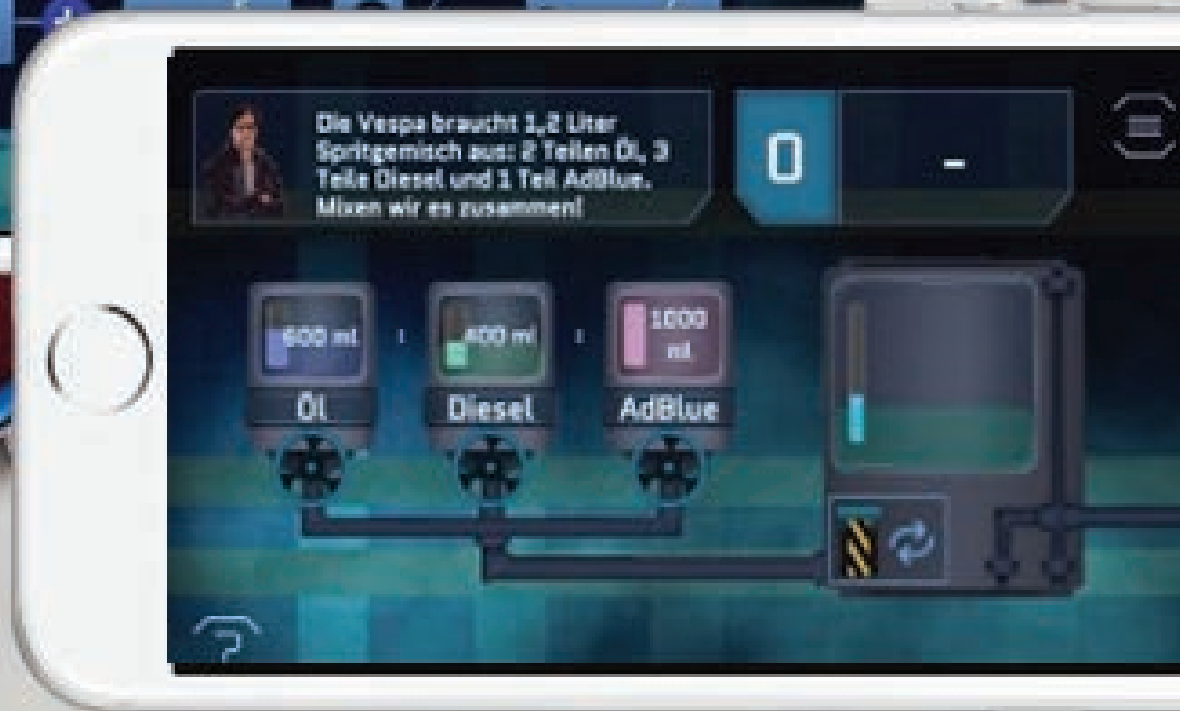 Die Vespa braucht 1,2 Liter
Spritgemisch aus: 2 Teilen Öl, 3
Teile Diesel und 1 Teil AdBlue.
Mixen wir es zusammen!
0
-
600 ml
:
400 ml
:
1000
ml
Öl
Diesel
AdBlue
?